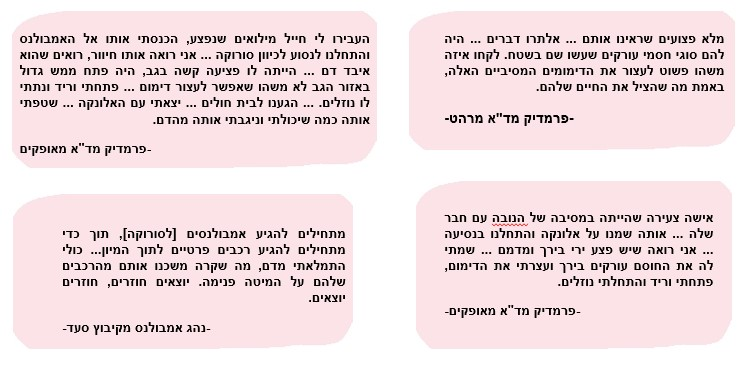 מלא פצועים שראינו אותם ... אלתרו דברים ... היה
להם סוגי חסמי עורקים שעשו שם בשטח. לקחו איזה
משהו פשוט לעצור את הדימומים המסיביים האלה,
באמת מה שהציל את החיים שלהם.
-פרמדיק מד"א מרהט-
העבירו לי חייל מילואים שנפצע, הכנסתי אותו אל האמבולנס
והתחלנו לנסוע לכיוון סורוקה ... אני רואה אותו חיוור, רואים שהוא
איבד דם ... הייתה לו פציעה קשה בגב, היה פתח ממש גדול
באזור הגב לא משהו שאפשר לעצור דימום ... פתחתי וריד ונתתי
לו נוזלים. ... הגענו לבית חולים ... יצאתי עם האלונקה ... שטפתי
אותה כמה שיכולתי וניגבתי אותה מהדם.
-פרמדיק מד"א מאופקים
אישה צעירה שהייתה במסיבה של הנובה עם חבר
שלה ... אותה שמנו על אלונקה והתחלנו בנסיעה
... אני רואה שיש פצע ירי בירך ומדמם ... שמתי
לה את החוסם עורקים בירך ועצרתי את הדימום,
פתחתי וריד והתחלתי נוזלים.
-פרמדיק מד"א מאופקים-
מתחילים להגיע אמבולנסים [לסורוקה], תוך כדי
מתחילים להגיע רכבים פרטיים לתוך המיון... כולי
התמלאתי מדם, מה שקרה משכנו אותם מהרכבים
שלהם על המיטה פנימה. יוצאים חוזרים, חוזרים
יוצאים.
-נהג אמבולנס מקיבוץ סעד-